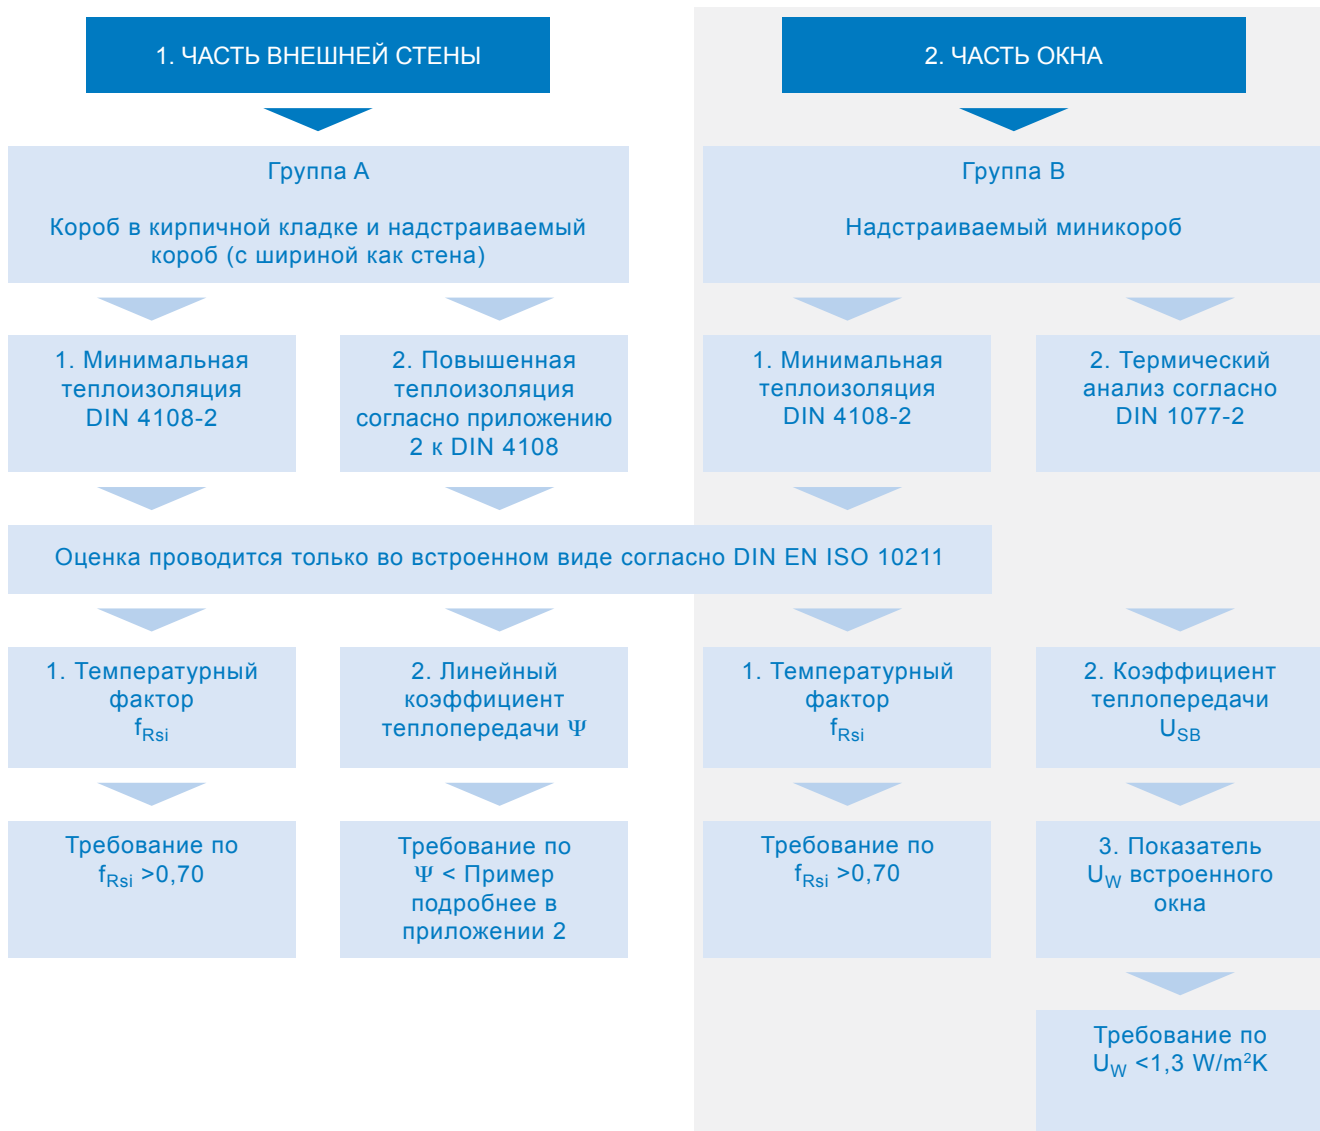 1. ЧАСТЬ ВНЕШНЕЙ СТЕНЫ
2. ЧАСТЬ ОКНА
Группа А
Короб в кирпичной кладке и надстраиваемый
короб (с шириной как стена)
Группа В
Надстраиваемый миникороб
1. Минимальная
теплоизоляция
DIN 4108-2
2. Повышенная
теплоизоляция
согласно приложению
2 к DIN 4108
1. Минимальная
теплоизоляция
DIN 4108-2
2. Термический
анализ согласно
DIN 1077-2
Оценка проводится только во встроенном виде согласно DIN EN ISO 10211
1. Температурный
фактор
fRsi
2. Линейный
коэффициент
теплопередачи Ψ
1. Температурный
фактор
fRsi
2. Коэффициент
теплопередачи
USB
Требование по
fRsi >0,70
Требование по
Ψ < Пример
подробнее в
приложении 2
Требование по
fRsi >0,70
3. Показатель
UW встроенного
окна
Требование по
UW <1,3 W/m²K